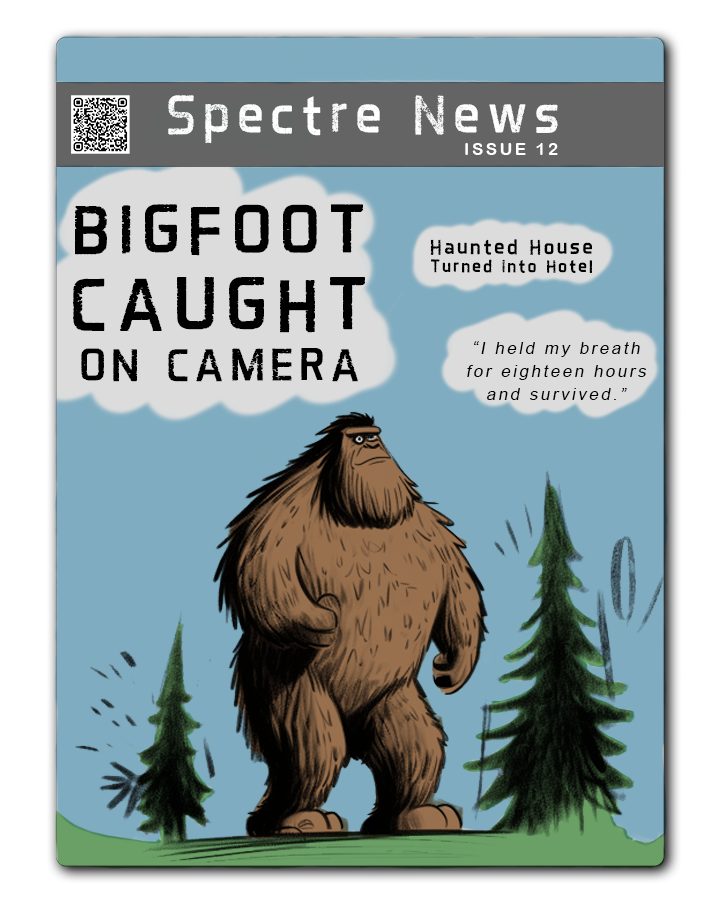 Spectre News
ISSUE 12
BIGFOOT
CAUGHT
ON CAMERA
Haunted House
Turned into Hotel
“I held my breath
for eighteen hours
and survived.”